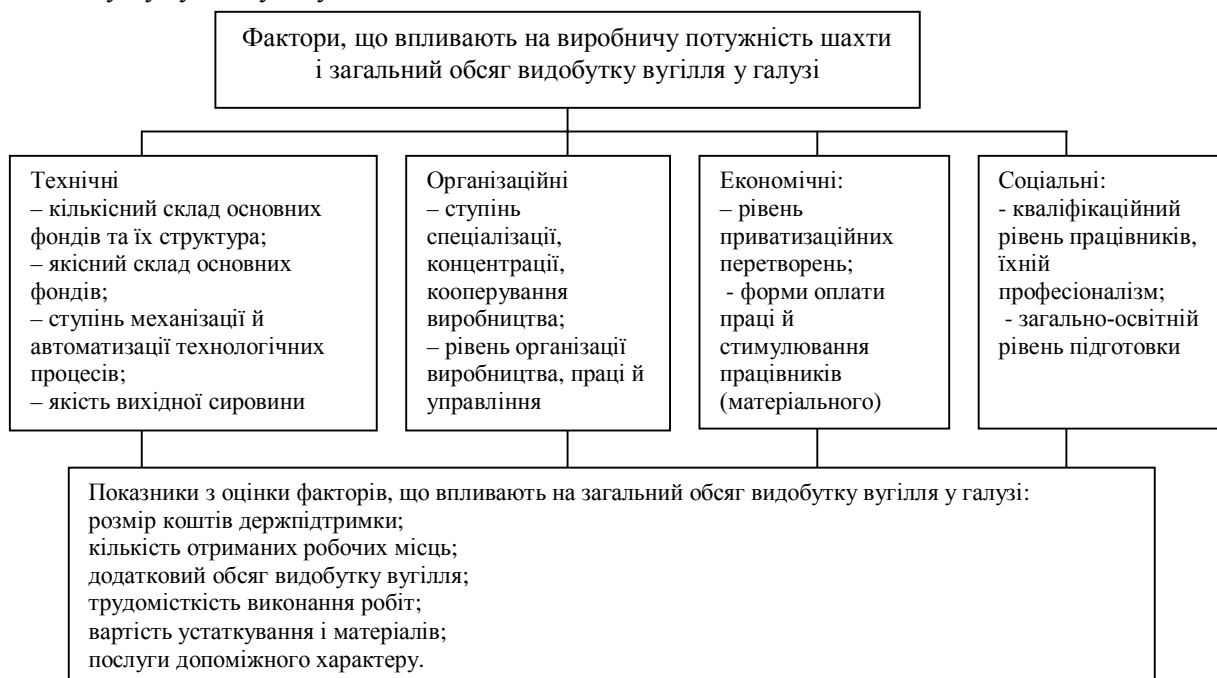 Фактори, що впливають на виробничу потужність шахти
і загальний обсяг видобутку вугілля у галузі
Технічні
– кількісний склад основних
фондів та їх структура;
– якісний склад основних
фондів;
– ступінь механізації й
автоматизації технологічних
процесів;
– якість вихідної сировини
Організаційні
– ступінь
спеціалізації,
концентрації,
кооперування
виробництва;
– рівень організації
виробництва, праці й
управління
Економічні:
– рівень
приватизаційних
перетворень;
- форми оплати
праці й
стимулювання
працівників
(матеріального)
Соціальні:
- кваліфікаційний
рівень працівників,
їхній
професіоналізм;
- загально-освітній
рівень підготовки
Показники з оцінки факторів, що впливають на загальний обсяг видобутку вугілля у галузі:
розмір коштів держпідтримки;
кількість отриманих робочих місць;
додатковий обсяг видобутку вугілля;
трудомісткість виконання робіт;
вартість устаткування і матеріалів;
послуги допоміжного характеру.